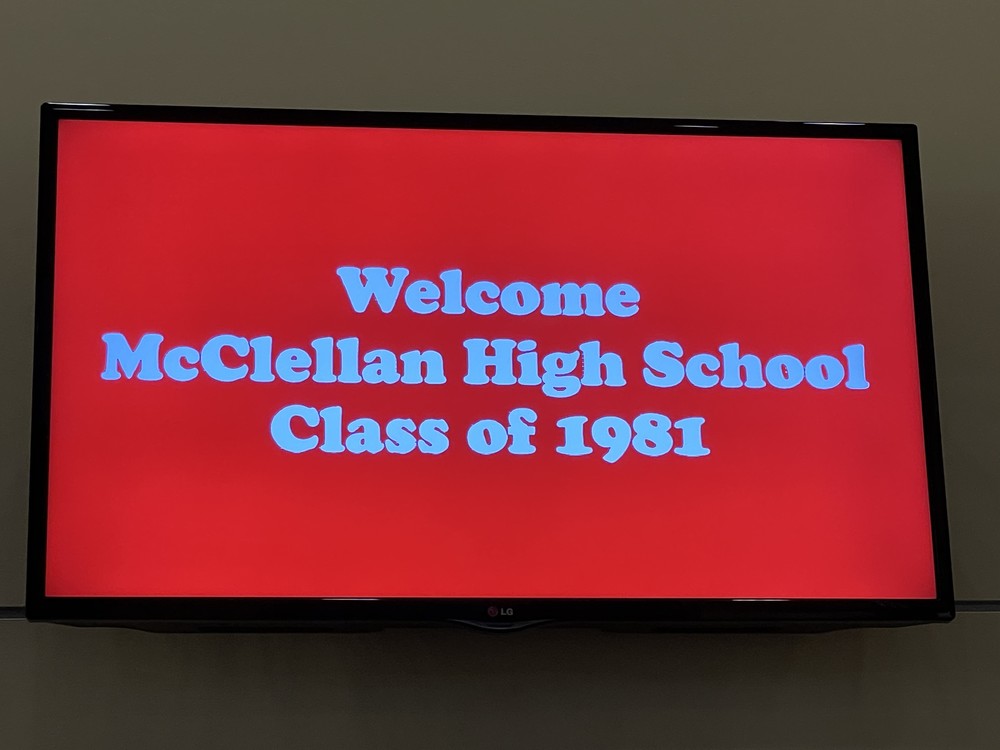 Welcome
McClellan High School
Class of 1981
LG